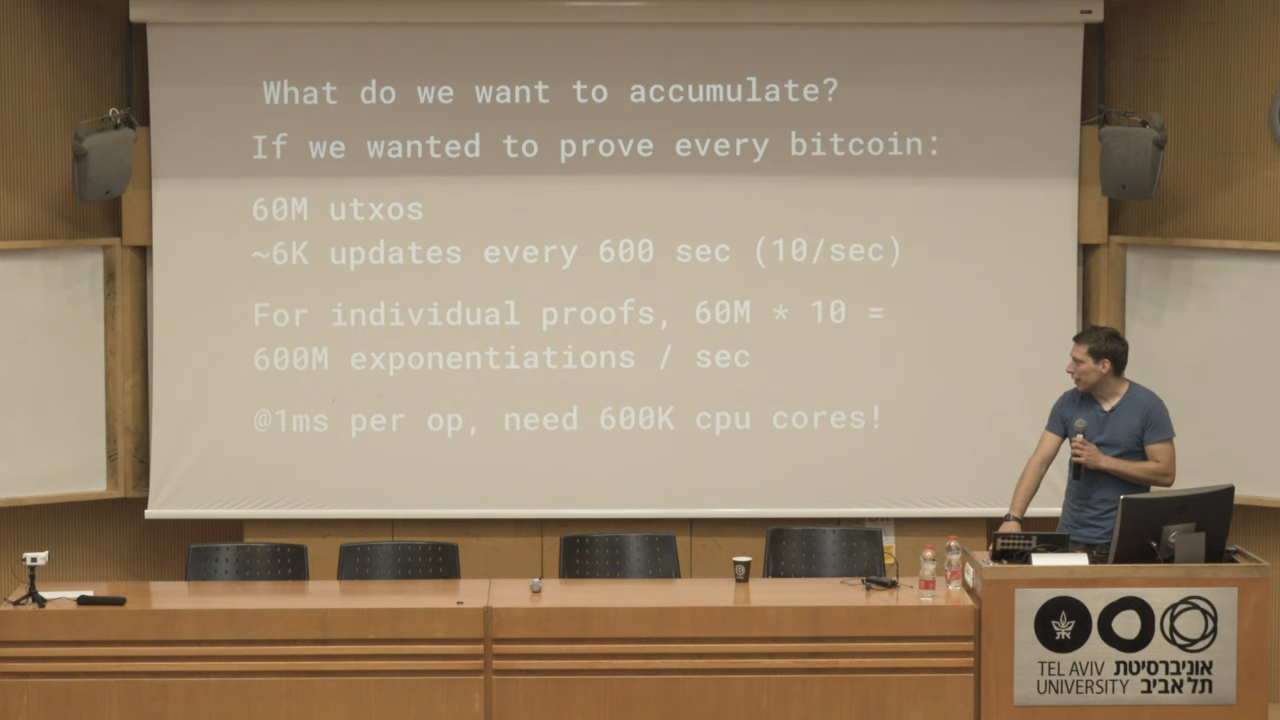 What do we want to accumulate?
If we wanted to prove every bitcoin:
60M utxos
~6K updates every 600 sec (10/sec)
For individual proofs, 60M * 10 =
600M exponentiations / sec
@1ms per op, need 600K cpu cores!
TEL AVIV אוניברסיטת
UNIVERSITY תל אביב